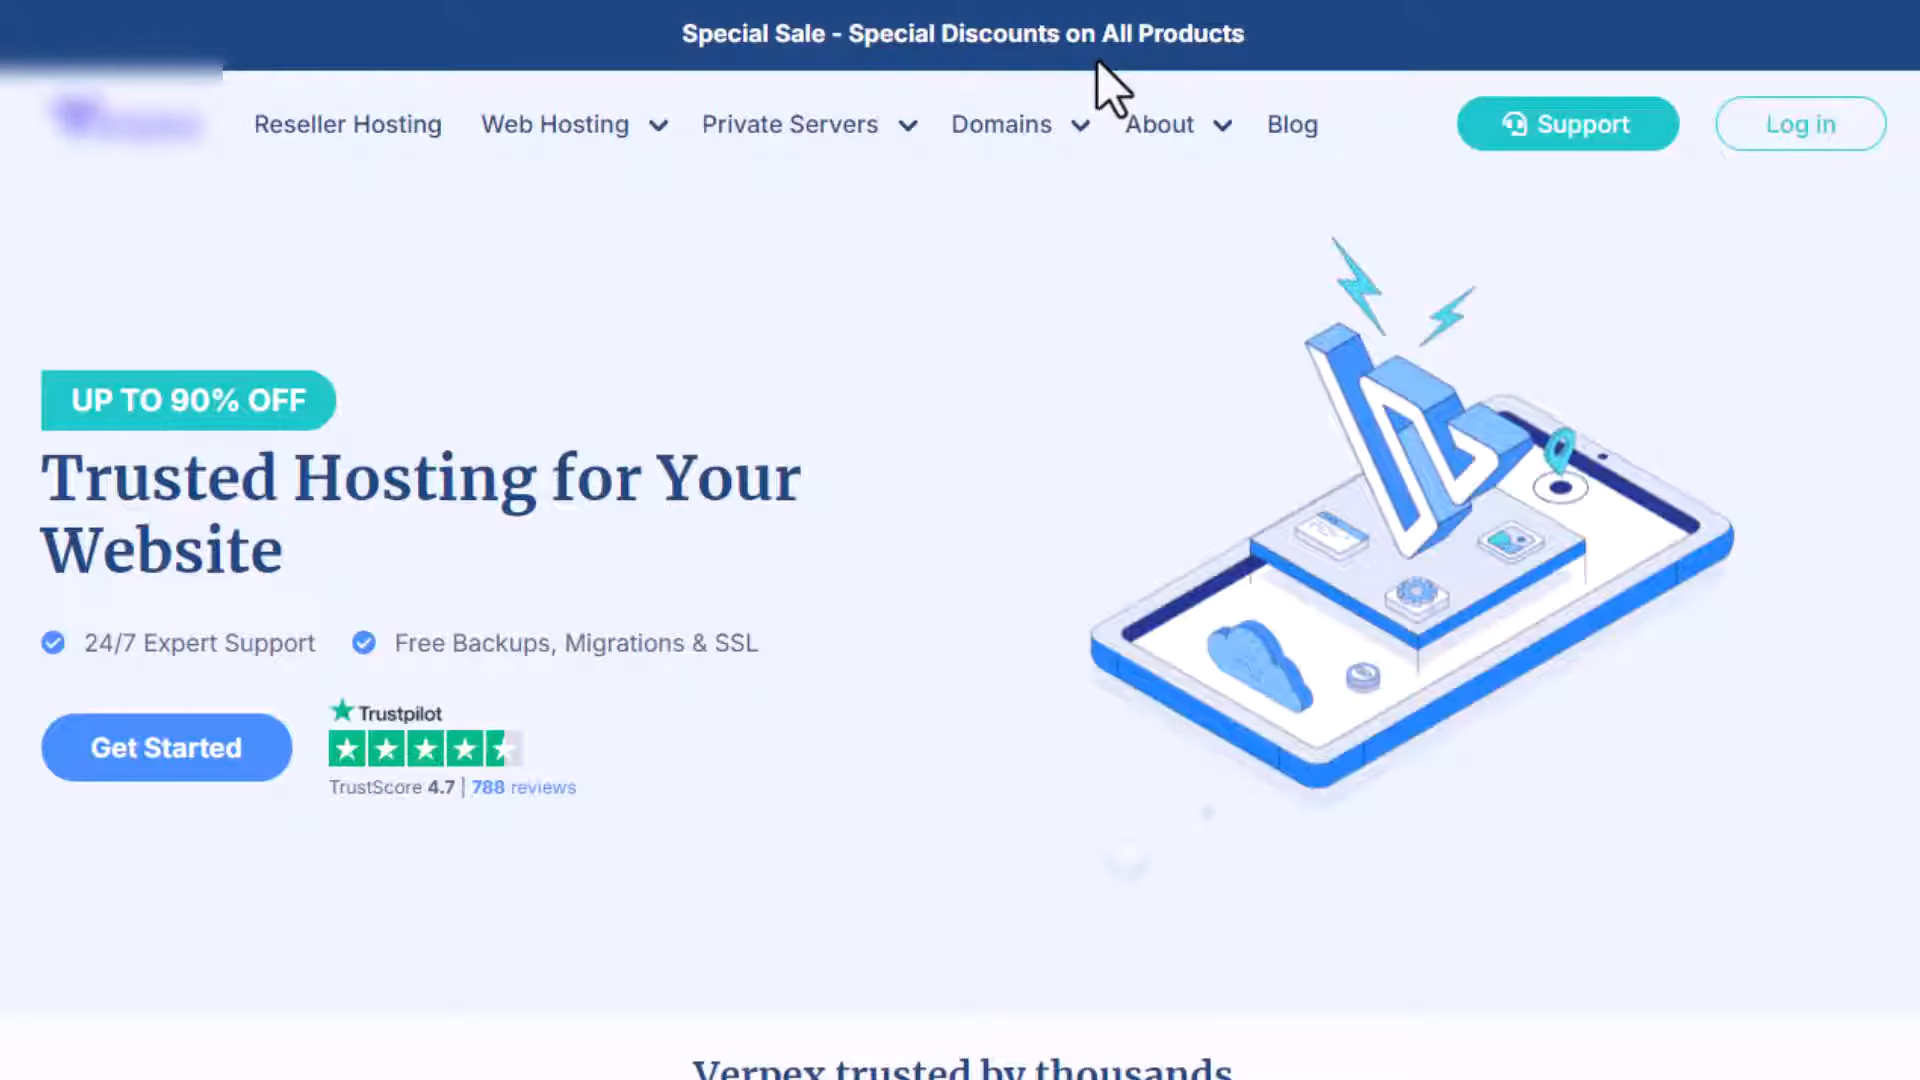 Special Sale - Special Discounts on All Products
Reseller Hosting
Web Hosting
Private Servers
Domains
About
Blog
Support
Log in
UP TO 90% OFF
Trusted Hosting for Your
Website
24/7 Expert Support
Free Backups, Migrations & SSL
Get Started
Trustpilot
TrustScore 4.7 | 788 reviews
Verpex trusted by thousands